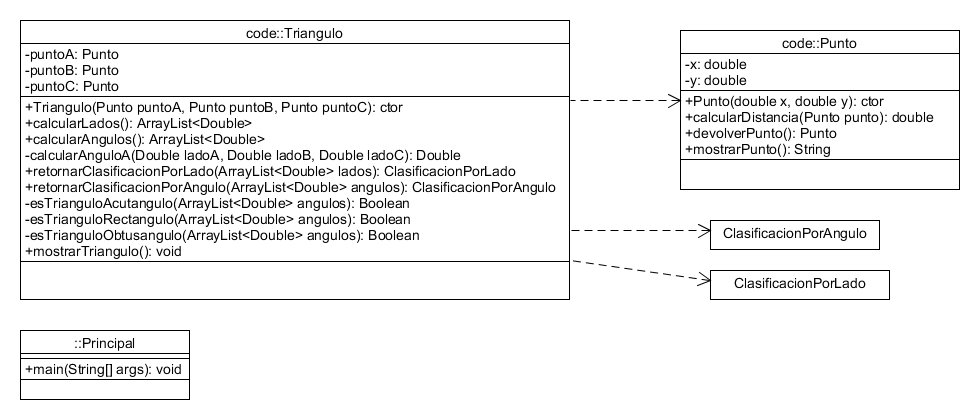 code::Triangulo
-puntoA: Punto
-puntoB: Punto
-puntoC: Punto
+Triangulo(Punto puntoA, Punto puntoB, Punto puntoC): ctor
+calcularLados(): ArrayList<Double>
+calcularAngulos(): ArrayList<Double>
-calcularAnguloA(Double ladoA, Double ladoB, Double ladoC): Double
+retornarClasificacionPorLado(ArrayList<Double> lados): ClasificacionPorLado
+retornarClasificacionPorAngulo(ArrayList<Double> angulos): ClasificacionPorAngulo
-esTrianguloAcutangulo(ArrayList<Double> angulos): Boolean
-esTrianguloRectangulo(ArrayList<Double> angulos): Boolean
-esTrianguloObtusangulo(ArrayList<Double> angulos): Boolean
+mostrarTriangulo(): void
code::Punto
-x: double
-y: double
+Punto(double x, double y): ctor
+calcularDistancia(Punto punto): double
+devolverPunto(): Punto
+mostrarPunto(): String
ClasificacionPorAngulo
ClasificacionPorLado
::Principal
+main(String[] args): void